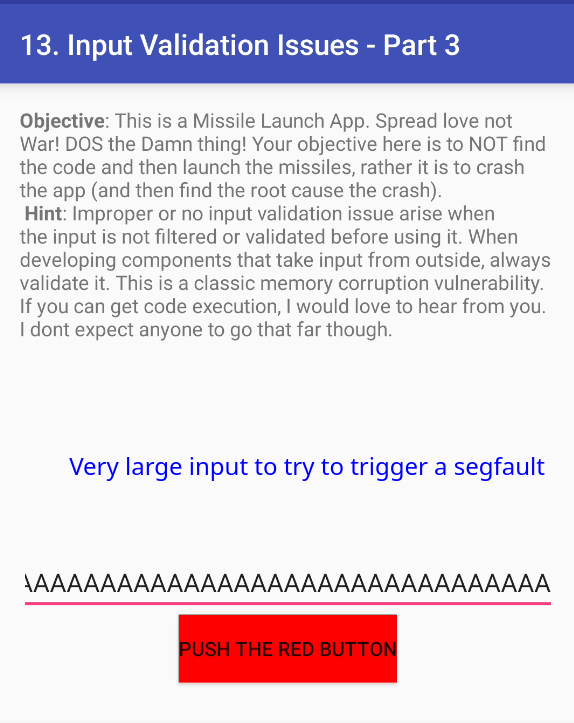 13. Input Validation Issues - Part 3
Objective: This is a Missile Launch App. Spread love not
War! DOS the Damn thing! Your objective here is to NOT find
the code and then launch the missiles, rather it is to crash
the app (and then find the root cause the crash).
Hint: Improper or no input validation issue arise when
the input is not filtered or validated before using it. When
developing components that take input from outside, always
validate it. This is a classic memory corruption vulnerability.
If you can get code execution, I would love to hear from you.
I dont expect anyone to go that far though.
Very large input to try to trigger a segfault
AAAAAAAAAAAAAAAAAAAAAAAAAAAAAAAA
PUSH THE RED BUTTON